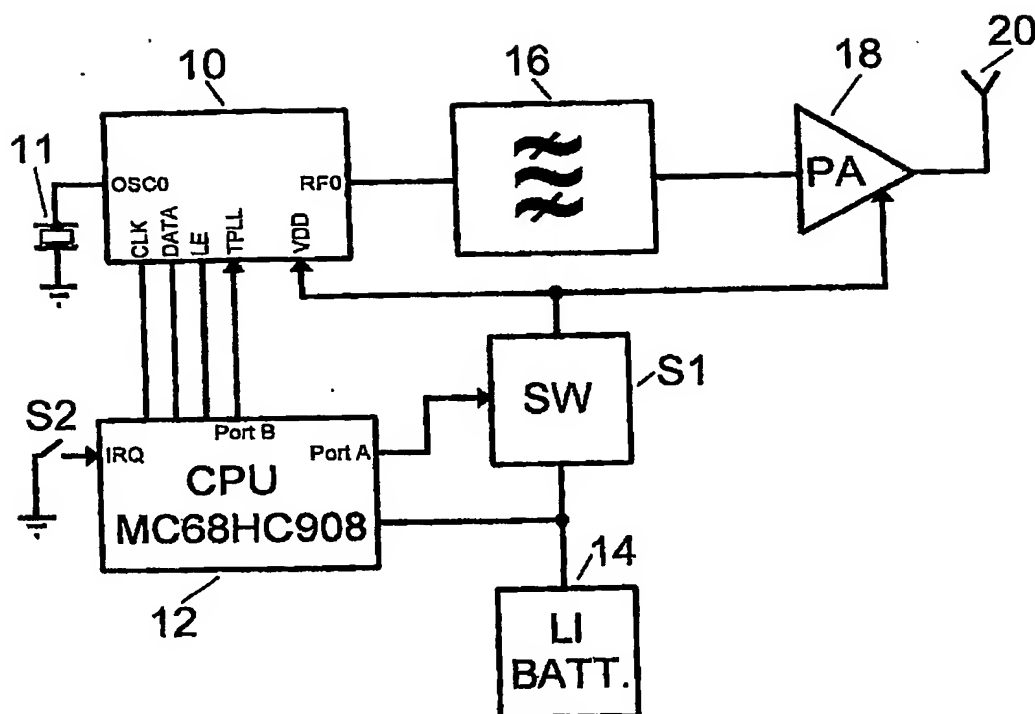 10
16
18
20
11
OSC0
RF0
PA
CLK
DATA
LE
TPLL
VDD
S2
IRQ
Port B
Port A
SW
S1
CPU
MC68HC908
12
14
LI
BATT.